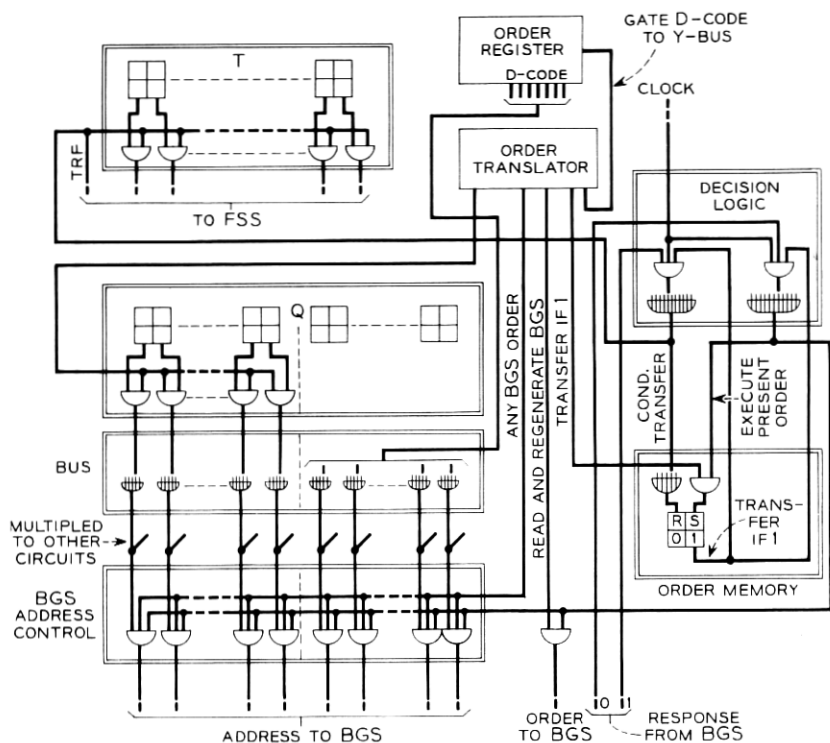 GATE D-CODE
TO Y-BUS
ORDER
REGISTER
D-CODE
T
CLOCK
TRF
TO FSS
ORDER
TRANSLATOR
DECISION
LOGIC
Q
ANY BGS ORDER
READ AND REGENERATE BGS
TRANSFER IF 1
COND.
TRANSFER
EXECUTE
PRESENT
ORDER
BUS
MULTIPLED
TO OTHER
CIRCUITS
R S
0 1
TRANS-
FER
IF 1
ORDER MEMORY
BGS
ADDRESS
CONTROL
0 1
ADDRESS TO BGS
ORDER
TO BGS
RESPONSE
FROM BGS